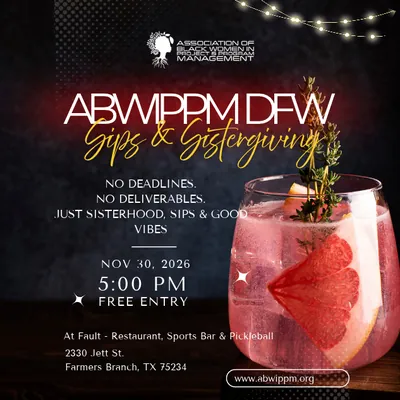 ASSOCIATION OF
BLACK WOMEN IN
PROJECT & PROGRAM
MANAGEMENT
ABWIPPM DFW
Sips & Sistergiving
NO DEADLINES.
NO DELIVERABLES.
JUST SISTERHOOD, SIPS & GOOD
VIBES
NOV 30, 2026
5:00 PM
FREE ENTRY
At Fault - Restaurant, Sports Bar & Pickleball
2330 Jett St.
Farmers Branch, TX 75234
www.abwippm.org